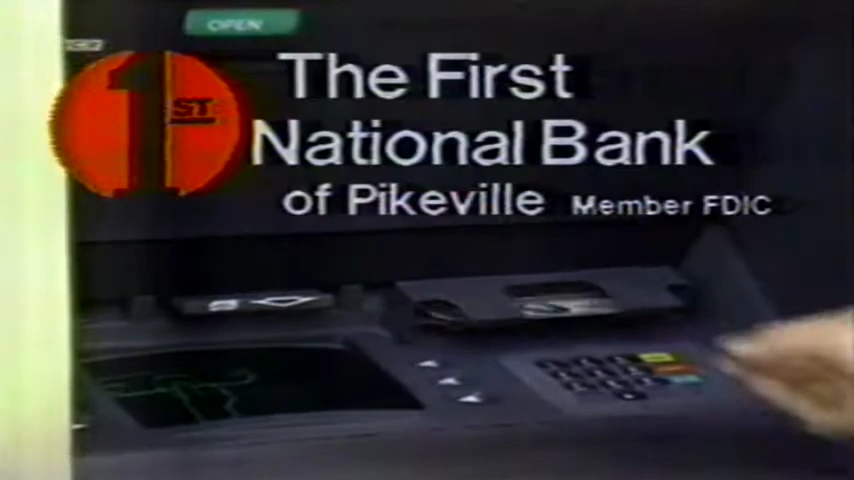 OPEN
1ST
The First
National Bank
of Pikeville Member FDIC